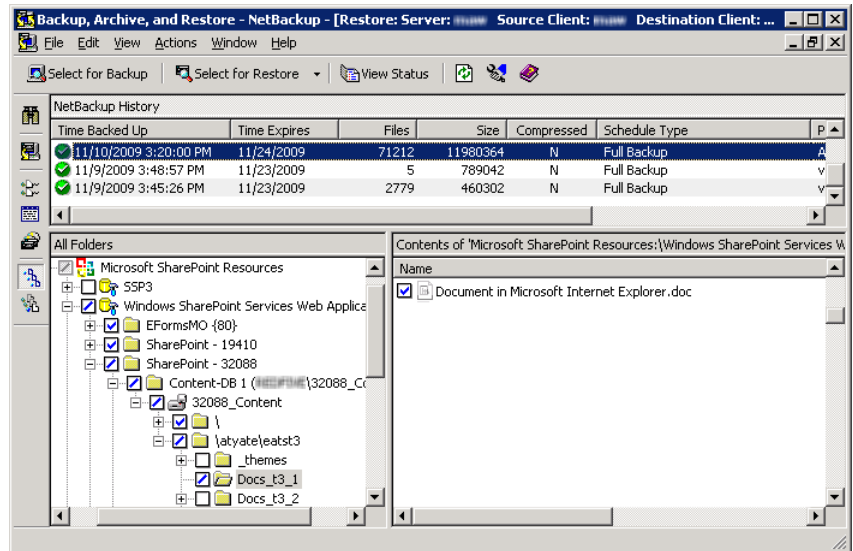 Backup, Archive, and Restore - NetBackup - [Restore: Server: Source Client: Destination Client: ...
File Edit View Actions Window Help
Select for Backup Select for Restore View Status
NetBackup History
Time Backed Up Time Expires Files Size Compressed Schedule Type P
11/10/2009 3:20:00 PM 11/24/2009 71212 11980364 N Full Backup A
11/9/2009 3:48:57 PM 11/23/2009 5 789042 N Full Backup v
11/9/2009 3:45:26 PM 11/23/2009 2779 460302 N Full Backup v
All Folders
Microsoft SharePoint Resources
SSP3
Windows SharePoint Services Web Applica
EFormsMO {80}
SharePoint - 19410
SharePoint - 32088
Content-DB 1 ( \32088_Co
32088_Content
\
\atyate\eatst3
_themes
Docs_t3_1
Docs_t3_2
Contents of 'Microsoft SharePoint Resources:\Windows SharePoint Services W
Name
Document in Microsoft Internet Explorer.doc